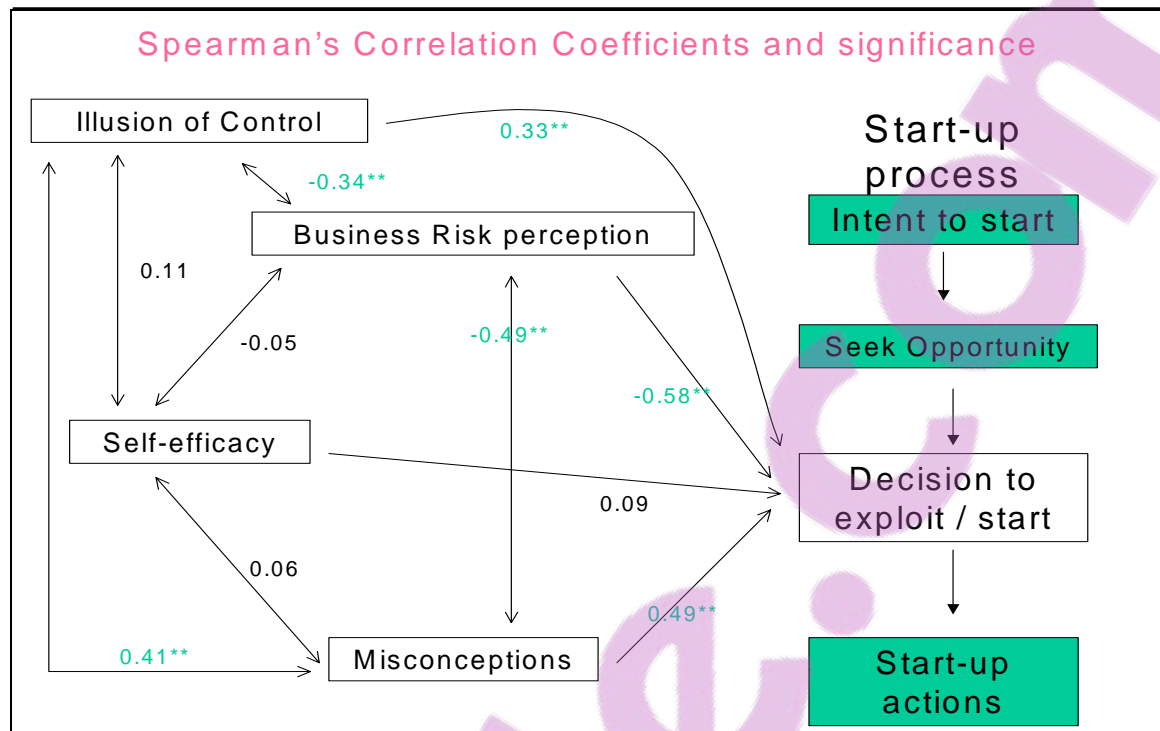 Spearman's Correlation Coefficients and significance
Illusion of Control
0.33**
Start-up
process
-0.34**
Intent to start
Business Risk perception
0.11
-0.05
-0.49**
Seek Opportunity
-0.58**
Self-efficacy
Decision to
exploit / start
0.09
0.06
0.49**
0.41**
Misconceptions
Start-up
actions